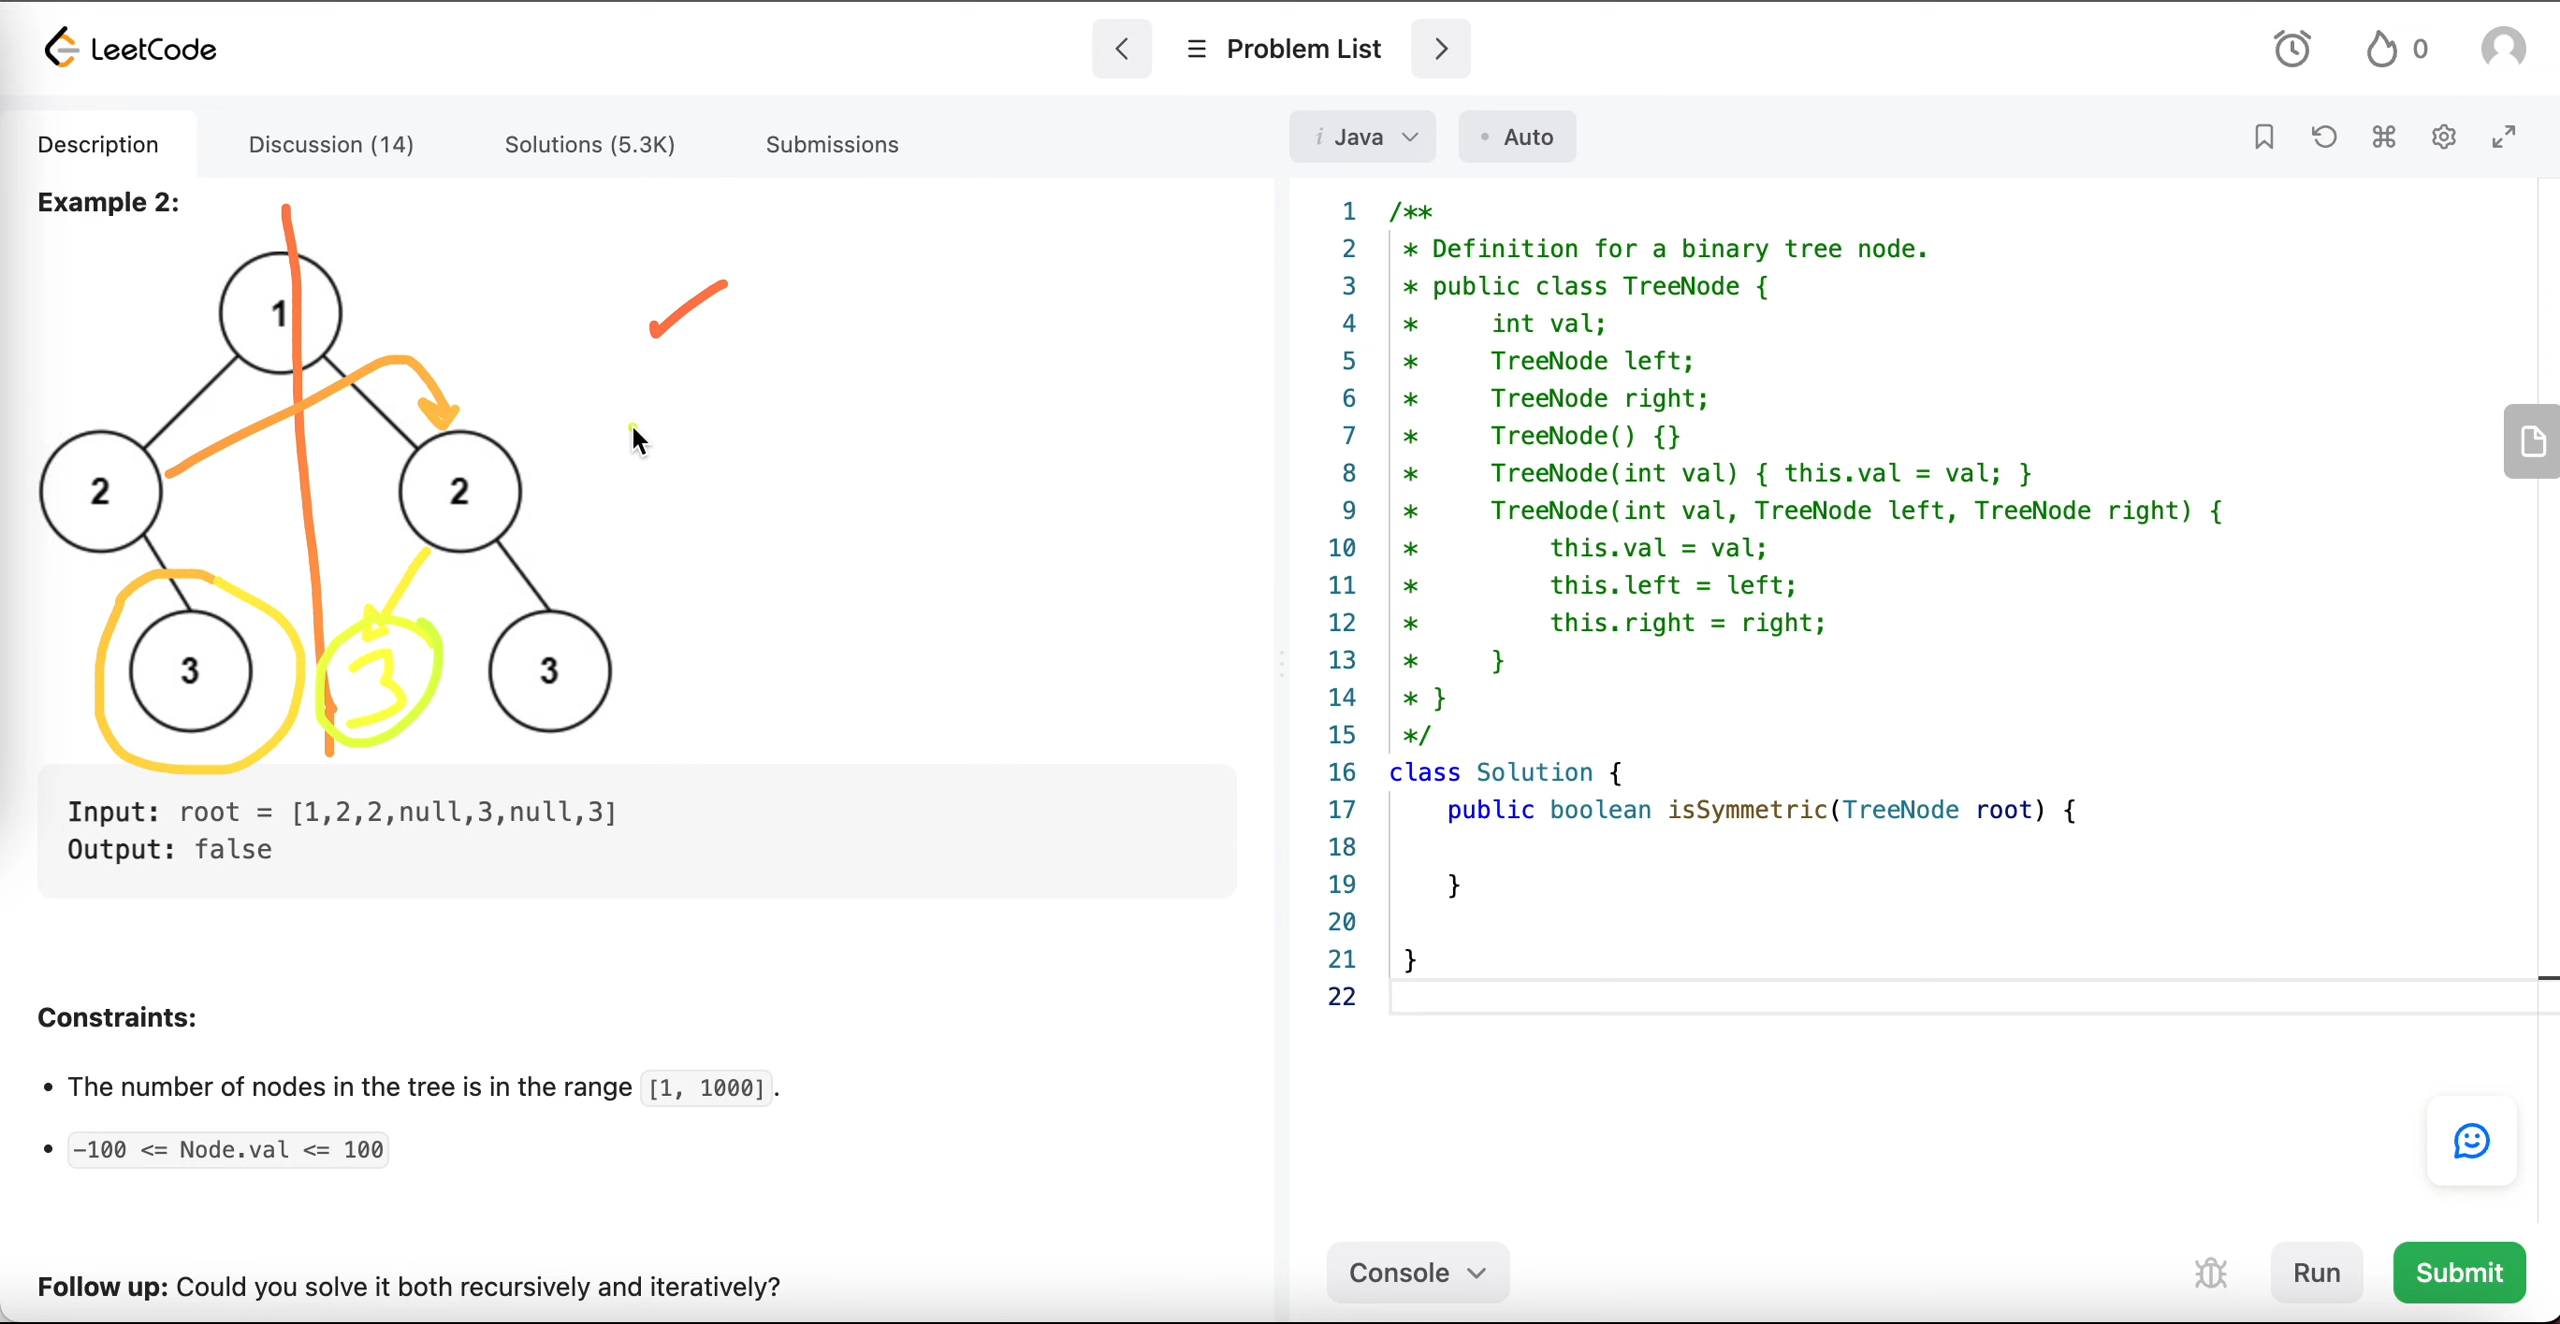 LeetCode
Problem List
0
Description
Discussion (14)
Solutions (5.3K)
Submissions
i Java
Auto
Example 2:
1
2
2
3
3
3
Input: root = [1,2,2,null,3,null,3]
Output: false
Constraints:
• The number of nodes in the tree is in the range [1, 1000].
• -100 <= Node.val <= 100
Follow up: Could you solve it both recursively and iteratively?
1 /**
2 * Definition for a binary tree node.
3 * public class TreeNode {
4 *     int val;
5 *     TreeNode left;
6 *     TreeNode right;
7 *     TreeNode() {}
8 *     TreeNode(int val) { this.val = val; }
9 *     TreeNode(int val, TreeNode left, TreeNode right) {
10 *         this.val = val;
11 *         this.left = left;
12 *         this.right = right;
13 *     }
14 * }
15 */
16 class Solution {
17     public boolean isSymmetric(TreeNode root) {
18
19     }
20
21 }
22
Console
Run
Submit